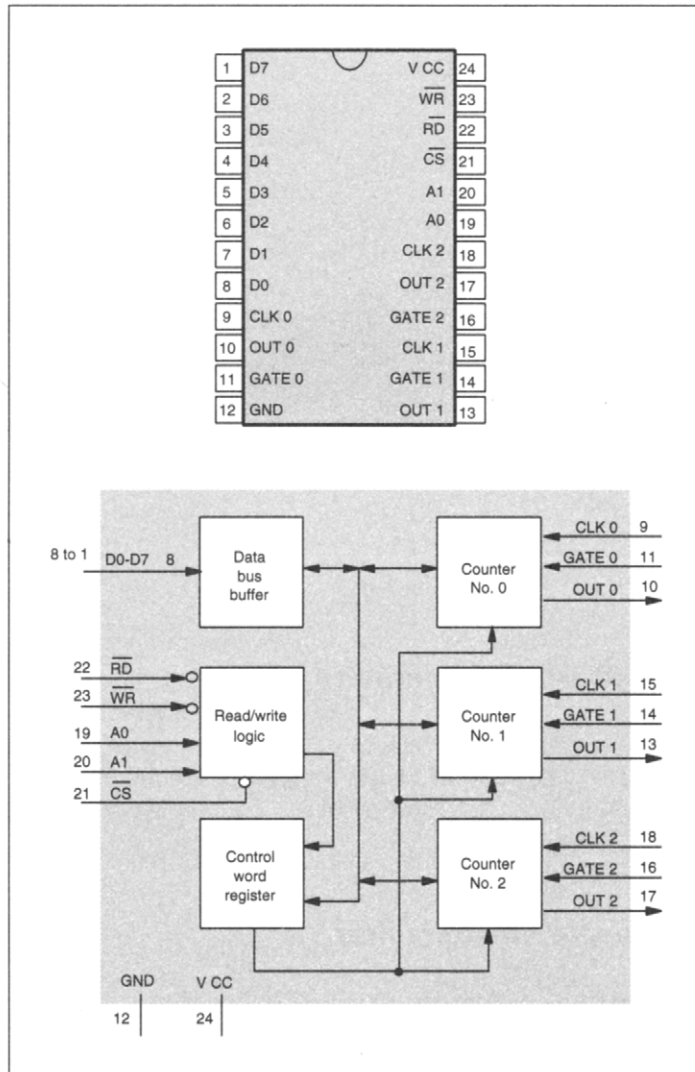 1 D7 V CC 24
2 D6 W̅R̅ 23
3 D5 R̅D̅ 22
4 D4 C̅S̅ 21
5 D3 A1 20
6 D2 A0 19
7 D1 CLK 2 18
8 D0 OUT 2 17
9 CLK 0 GATE 2 16
10 OUT 0 CLK 1 15
11 GATE 0 GATE 1 14
12 GND OUT 1 13
8 to 1 D0-D7 8
Data
bus
buffer
Counter
No. 0
CLK 0 9
GATE 0 11
OUT 0 10
22 R̅D̅
23 W̅R̅
19 A0
20 A1
21 C̅S̅
Read/write
logic
Counter
No. 1
CLK 1 15
GATE 1 14
OUT 1 13
Control
word
register
Counter
No. 2
CLK 2 18
GATE 2 16
OUT 2 17
GND
12
V CC
24